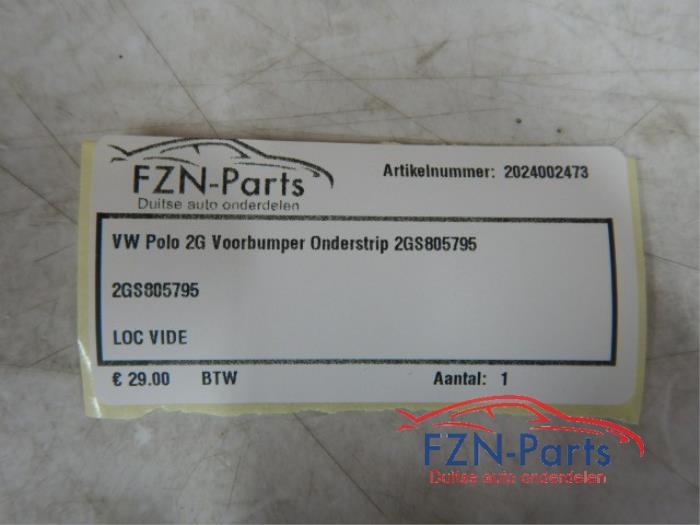 FZN-Parts
Duitse auto onderdelen
Artikelnummer: 2024002473
VW Polo 2G Voorbumper Onderstrip 2GS805795
2GS805795
LOC VIDE
€ 29.00 BTW Aantal: 1
FZN-Parts
Duitse auto onderdelen